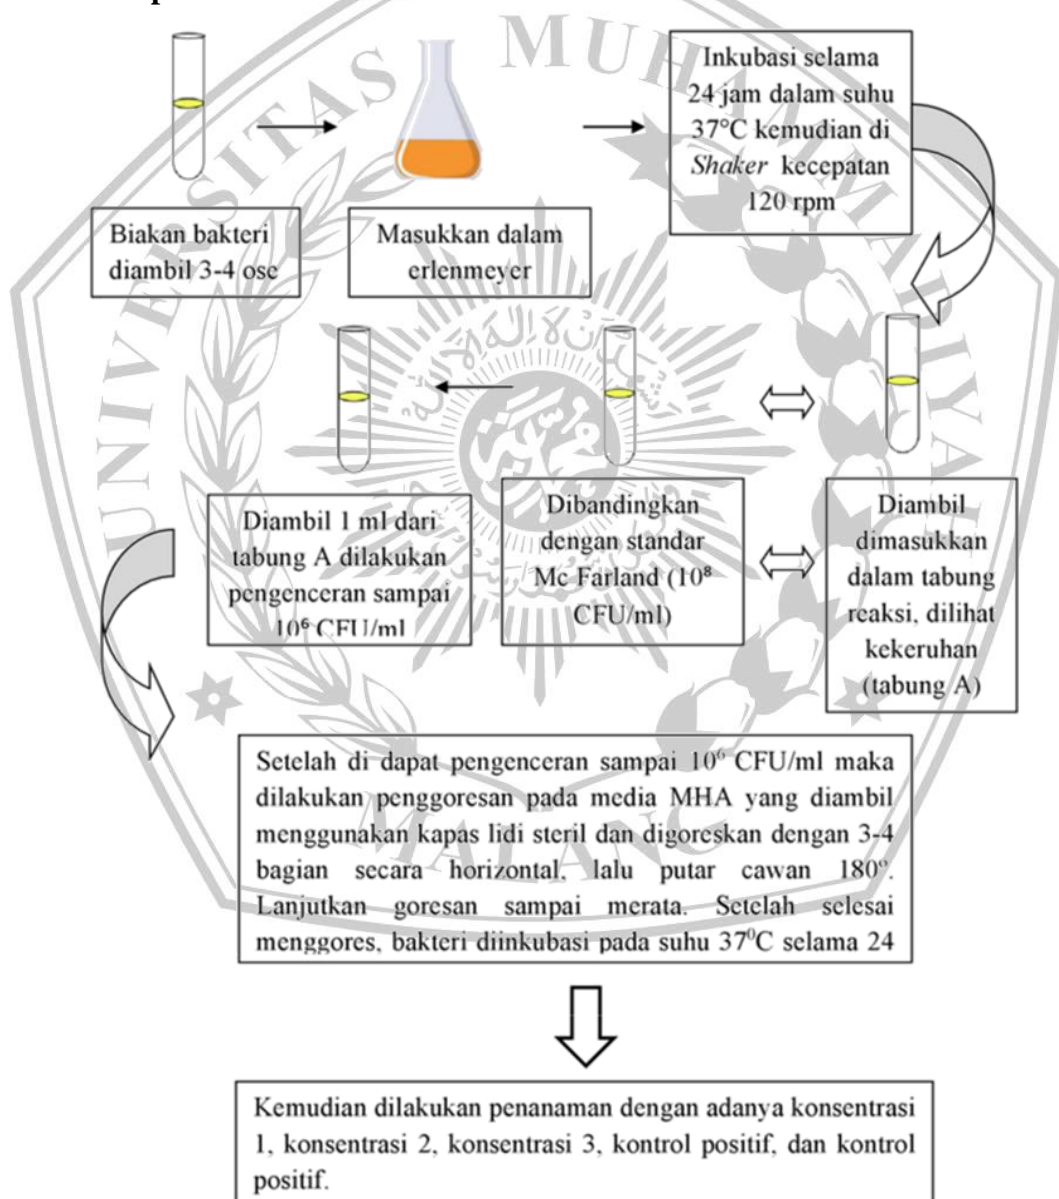 Biakan bakteri
diambil 3-4 ose
Masukkan dalam
erlenmeyer
Inkubasi selama
24 jam dalam suhu
37°C kemudian di
Shaker kecepatan
120 rpm
Diambil
dimasukkan
dalam tabung
reaksi, dilihat
kekeruhan
(tabung A)
Dibandingkan
dengan standar
Mc Farland (10⁸
CFU/ml)
Diambil 1 ml dari
tabung A dilakukan
pengenceran sampai
10⁶ CFU/ml
Setelah di dapat pengenceran sampai 10⁶ CFU/ml maka
dilakukan penggoresan pada media MHA yang diambil
menggunakan kapas lidi steril dan digoreskan dengan 3-4
bagian secara horizontal, lalu putar cawan 180°.
Lanjutkan goresan sampai merata. Setelah selesai
menggores, bakteri diinkubasi pada suhu 37⁰C selama 24
Kemudian dilakukan penanaman dengan adanya konsentrasi
1, konsentrasi 2, konsentrasi 3, kontrol positif, dan kontrol
positif.
UNIVERSITAS MUHAMMADIYAH
MALANG